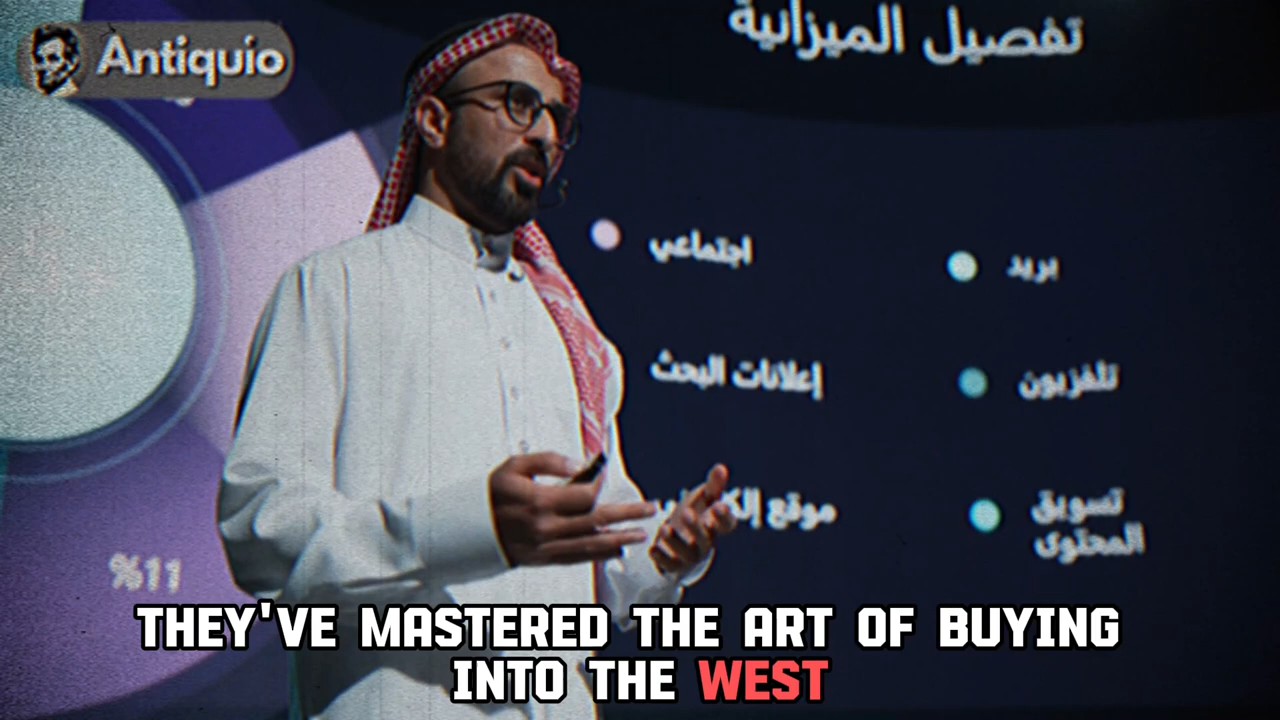 Antiquio
تفصيل الميزانية
اجتماعي
بريد
إعلانات البحث
تلفزيون
موقع
تسويق
المحتوى
%11
THEY'VE MASTERED THE ART OF BUYING
INTO THE WEST